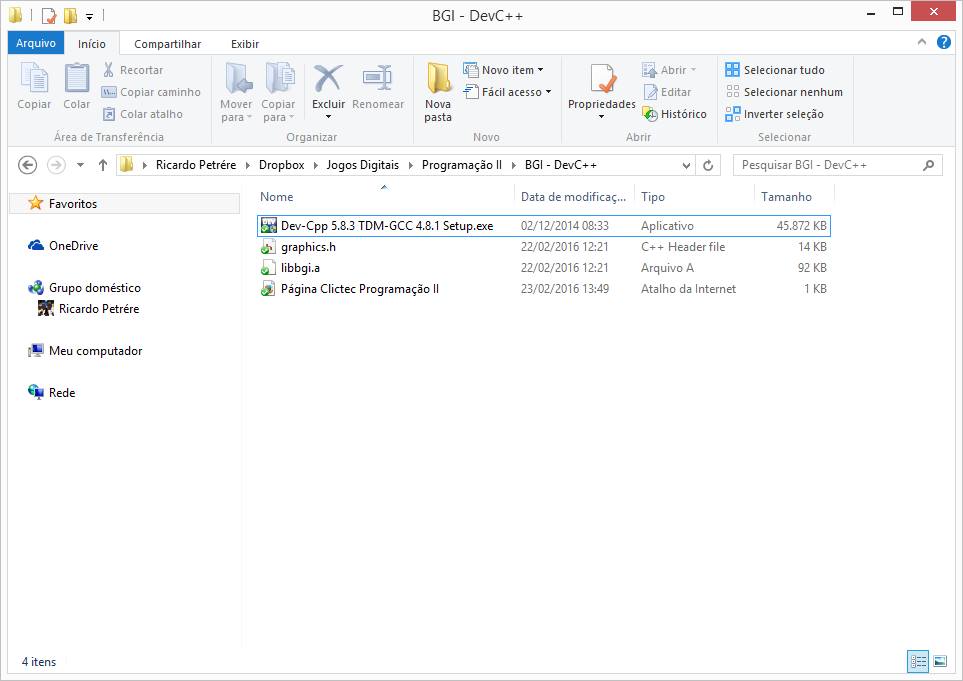 BGI - DevC++
Arquivo Início Compartilhar Exibir
Copiar
Colar
Recortar
Copiar caminho
Colar atalho
Área de Transferência
Mover para
Copiar para
Excluir
Renomear
Organizar
Nova pasta
Novo item
Fácil acesso
Novo
Propriedades
Abrir
Editar
Histórico
Abrir
Selecionar tudo
Selecionar nenhum
Inverter seleção
Selecionar
Ricardo Petrére Dropbox Jogos Digitais Programação II BGI - DevC++
Pesquisar BGI - DevC++
Favoritos
OneDrive
Grupo doméstico
Ricardo Petrére
Meu computador
Rede
Nome Data de modificaç... Tipo Tamanho
Dev-Cpp 5.8.3 TDM-GCC 4.8.1 Setup.exe 02/12/2014 08:33 Aplicativo 45.872 KB
graphics.h 22/02/2016 12:21 C++ Header file 14 KB
libbgi.a 22/02/2016 12:21 Arquivo A 92 KB
Página Clictec Programação II 23/02/2016 13:49 Atalho da Internet 1 KB
4 itens